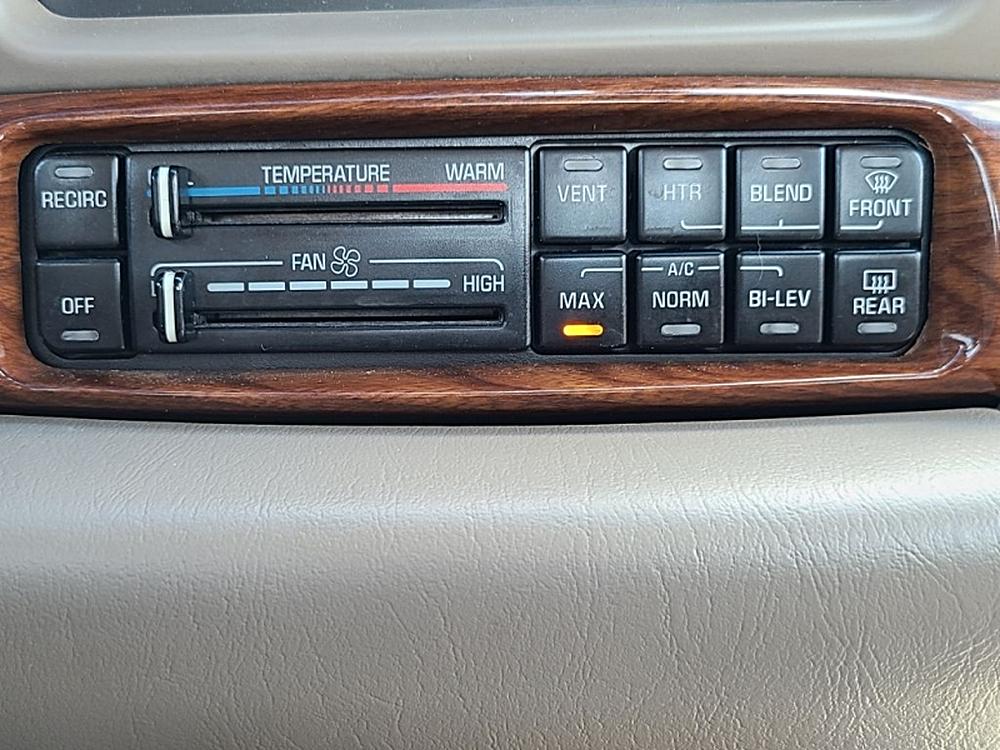 RECIRC
TEMPERATURE
WARM
VENT
HTR
BLEND
FRONT
OFF
FAN
HIGH
A/C
MAX
NORM
BI-LEV
REAR